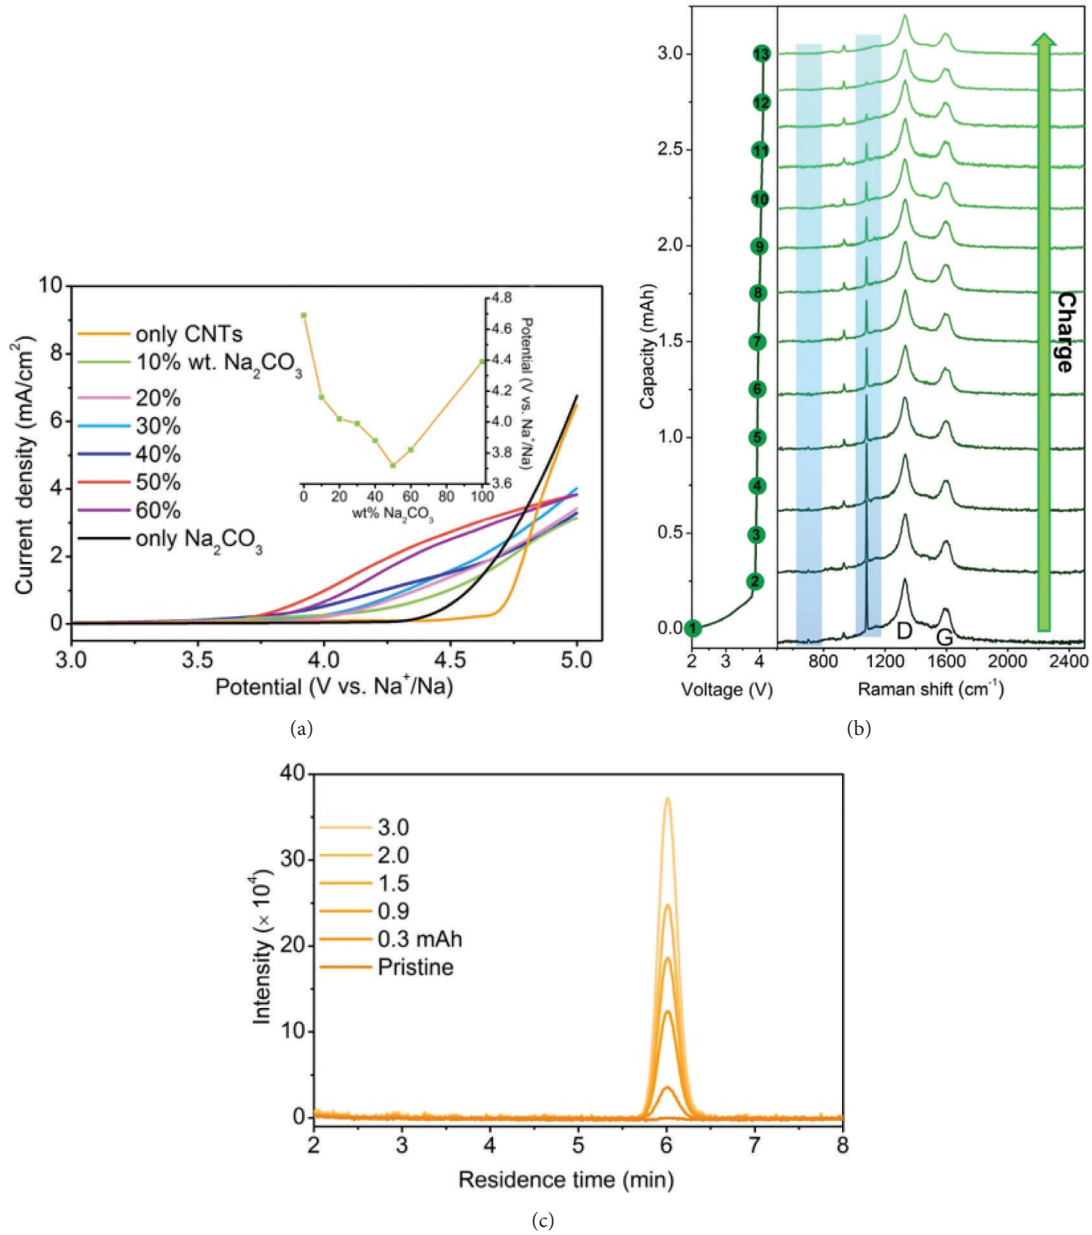 10
8
6
4
2
0
Current density (mA/cm²)
only CNTs
10% wt. Na₂CO₃
20%
30%
40%
50%
60%
only Na₂CO₃
4.8
4.6
4.4
4.2
4.0
3.8
3.6
Potential (V vs. Na⁺/Na)
0 20 40 60 80 100
wt% Na₂CO₃
3.0 3.5 4.0 4.5 5.0
Potential (V vs. Na⁺/Na)
(a)
3.0
2.5
2.0
1.5
1.0
0.5
0.0
Capacity (mAh)
13
12
11
10
9
8
7
6
5
4
3
2
1
Charge
D G
2 3 4
Voltage (V)
800 1200 1600 2000 2400
Raman shift (cm⁻¹)
(b)
40
30
20
10
0
Intensity (× 10⁴)
3.0
2.0
1.5
0.9
0.3 mAh
Pristine
2 3 4 5 6 7 8
Residence time (min)
(c)